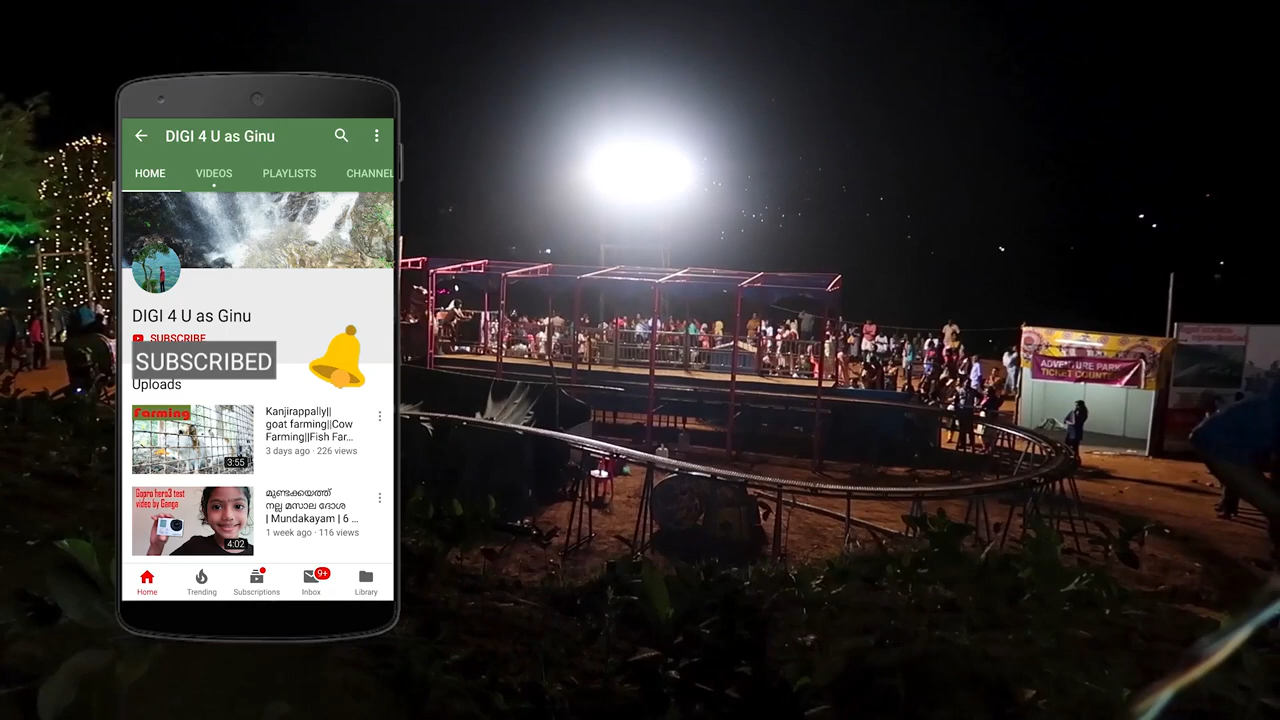 DIGI 4 U as Ginu
HOME VIDEOS PLAYLISTS CHANNEL
DIGI 4 U as Ginu
SUBSCRIBE
SUBSCRIBED
Uploads
Farming
3:55
Kanjirappally||
goat farming||Cow
Farming||Fish Far...
3 days ago · 226 views
Gopro hero3 test
video by Ganga
4:02
മുണ്ടക്കയത്ത്
നല്ല മസാല ദോശ
| Mundakayam | 6 ...
1 week ago · 116 views
Home Trending Subscriptions Inbox 9+ Library
ADVENTURE PARK
TICKET COUNTER